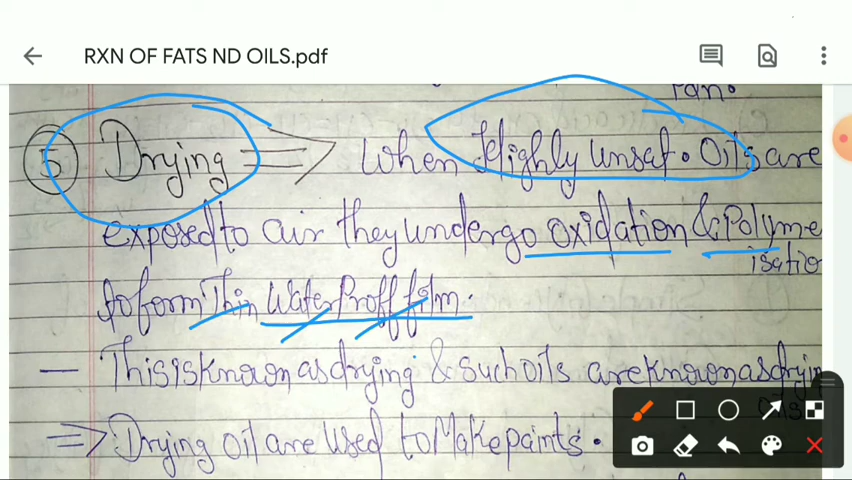 RXN OF FATS ND OILS.pdf
ran.
5 Drying ⇒ When Highly unsat. Oils are
exposed to air they undergo oxidation & Polyme
isatio
to form Thin WaterProff film.
— This is known as drying & such oils are known as dryin
⇒ Drying oil are used to Make paints.